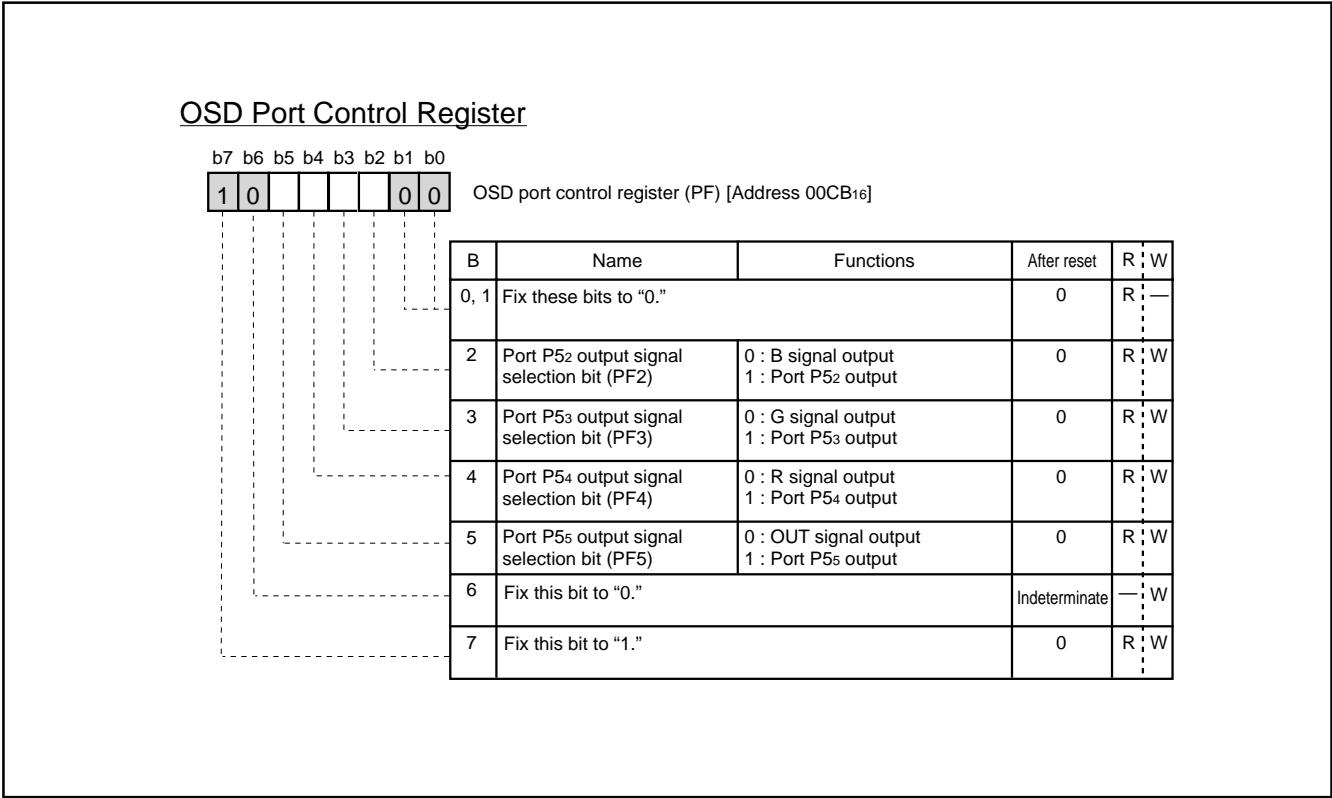 OSD Port Control Register
b7 b6 b5 b4 b3 b2 b1 b0
1 0 0 0 OSD port control register (PF) [Address 00CB16]
B Name Functions After reset R W
0, 1 Fix these bits to “0.” 0 R —
2 Port P52 output signal selection bit (PF2) 0 : B signal output 1 : Port P52 output 0 R W
3 Port P53 output signal selection bit (PF3) 0 : G signal output 1 : Port P53 output 0 R W
4 Port P54 output signal selection bit (PF4) 0 : R signal output 1 : Port P54 output 0 R W
5 Port P55 output signal selection bit (PF5) 0 : OUT signal output 1 : Port P55 output 0 R W
6 Fix this bit to “0.” Indeterminate — W
7 Fix this bit to “1.” 0 R W